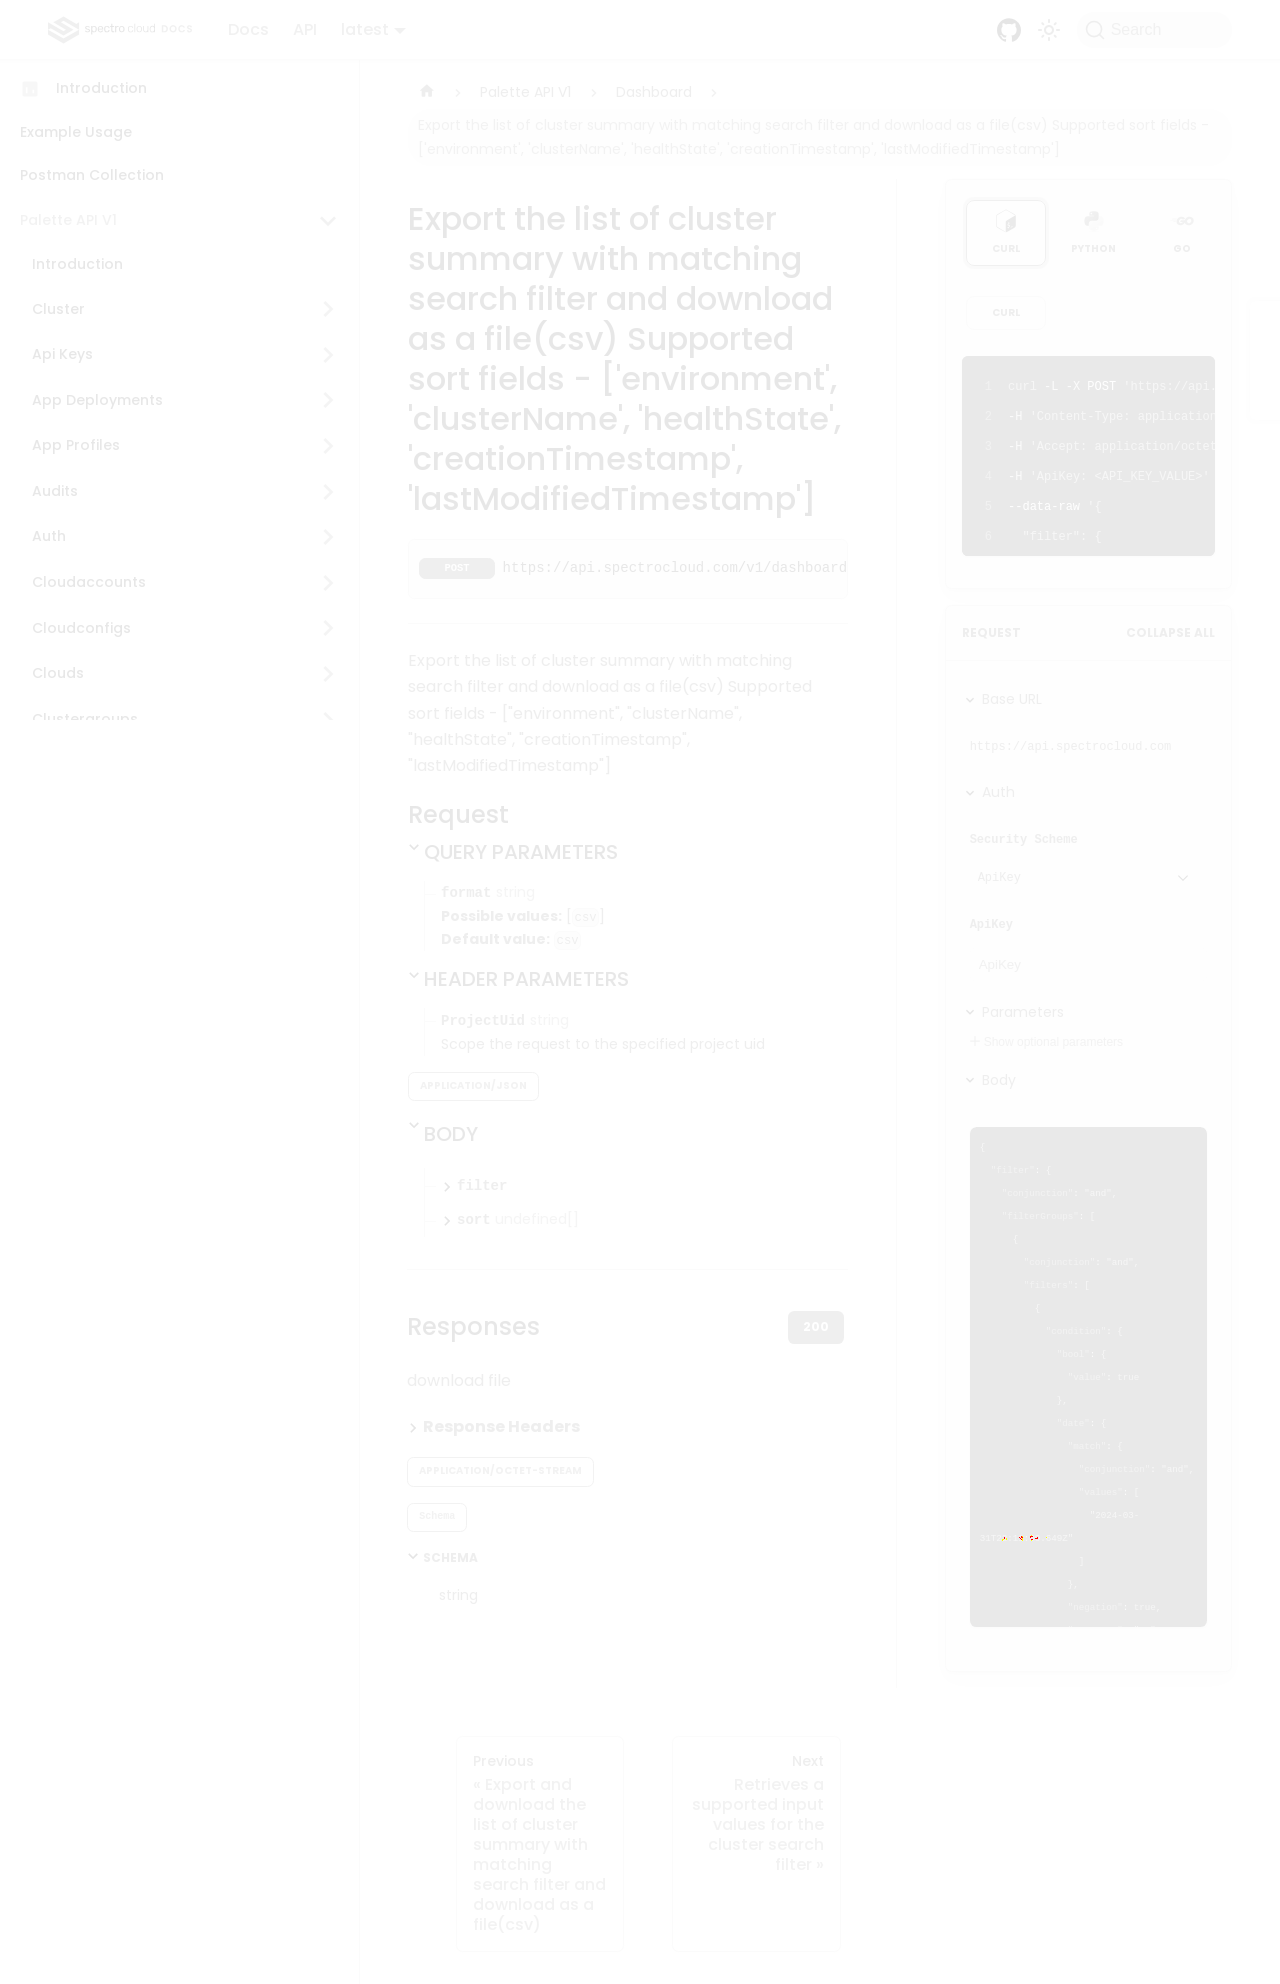 spectro cloud DOCS
Docs
API
latest
Search
Introduction
Example Usage
Postman Collection
Palette API V1
Introduction
Cluster
Api Keys
App Deployments
App Profiles
Audits
Auth
Cloudaccounts
Cloudconfigs
Clouds
Clustergroups
Palette API V1
Dashboard
Export the list of cluster summary with matching search filter and download as a file(csv) Supported sort fields -
['environment', 'clusterName', 'healthState', 'creationTimestamp', 'lastModifiedTimestamp']
Export the list of cluster
summary with matching
search filter and download
as a file(csv) Supported
sort fields - ['environment',
'clusterName', 'healthState',
'creationTimestamp',
'lastModifiedTimestamp']
POST https://api.spectrocloud.com/v1/dashboard
Export the list of cluster summary with matching
search filter and download as a file(csv) Supported
sort fields - ["environment", "clusterName",
"healthState", "creationTimestamp",
"lastModifiedTimestamp"]
Request
QUERY PARAMETERS
format string
Possible values: [csv]
Default value: csv
HEADER PARAMETERS
ProjectUid string
Scope the request to the specified project uid
APPLICATION/JSON
BODY
filter
sort undefined[]
Responses
200
download file
Response Headers
APPLICATION/OCTET-STREAM
Schema
SCHEMA
string
CURL
PYTHON
GO
CURL
1 curl -L -X POST 'https://api.
2 -H 'Content-Type: application
3 -H 'Accept: application/octet
4 -H 'ApiKey: <API_KEY_VALUE>'
5 --data-raw '{
6 "filter": {
REQUEST
COLLAPSE ALL
Base URL
https://api.spectrocloud.com
Auth
Security Scheme
ApiKey
ApiKey
ApiKey
Parameters
Show optional parameters
Body
{
"filter": {
"conjunction": "and",
"filterGroups": [
{
"conjunction": "and",
"filters": [
{
"condition": {
"bool": {
"value": true
},
"date": {
"match": {
"conjunction": "and",
"values": [
]
},
"negation": true,
Previous
« Export and
download the
list of cluster
summary with
matching
search filter and
download as a
file(csv)
Next
Retrieves a
supported input
values for the
cluster search
filter »